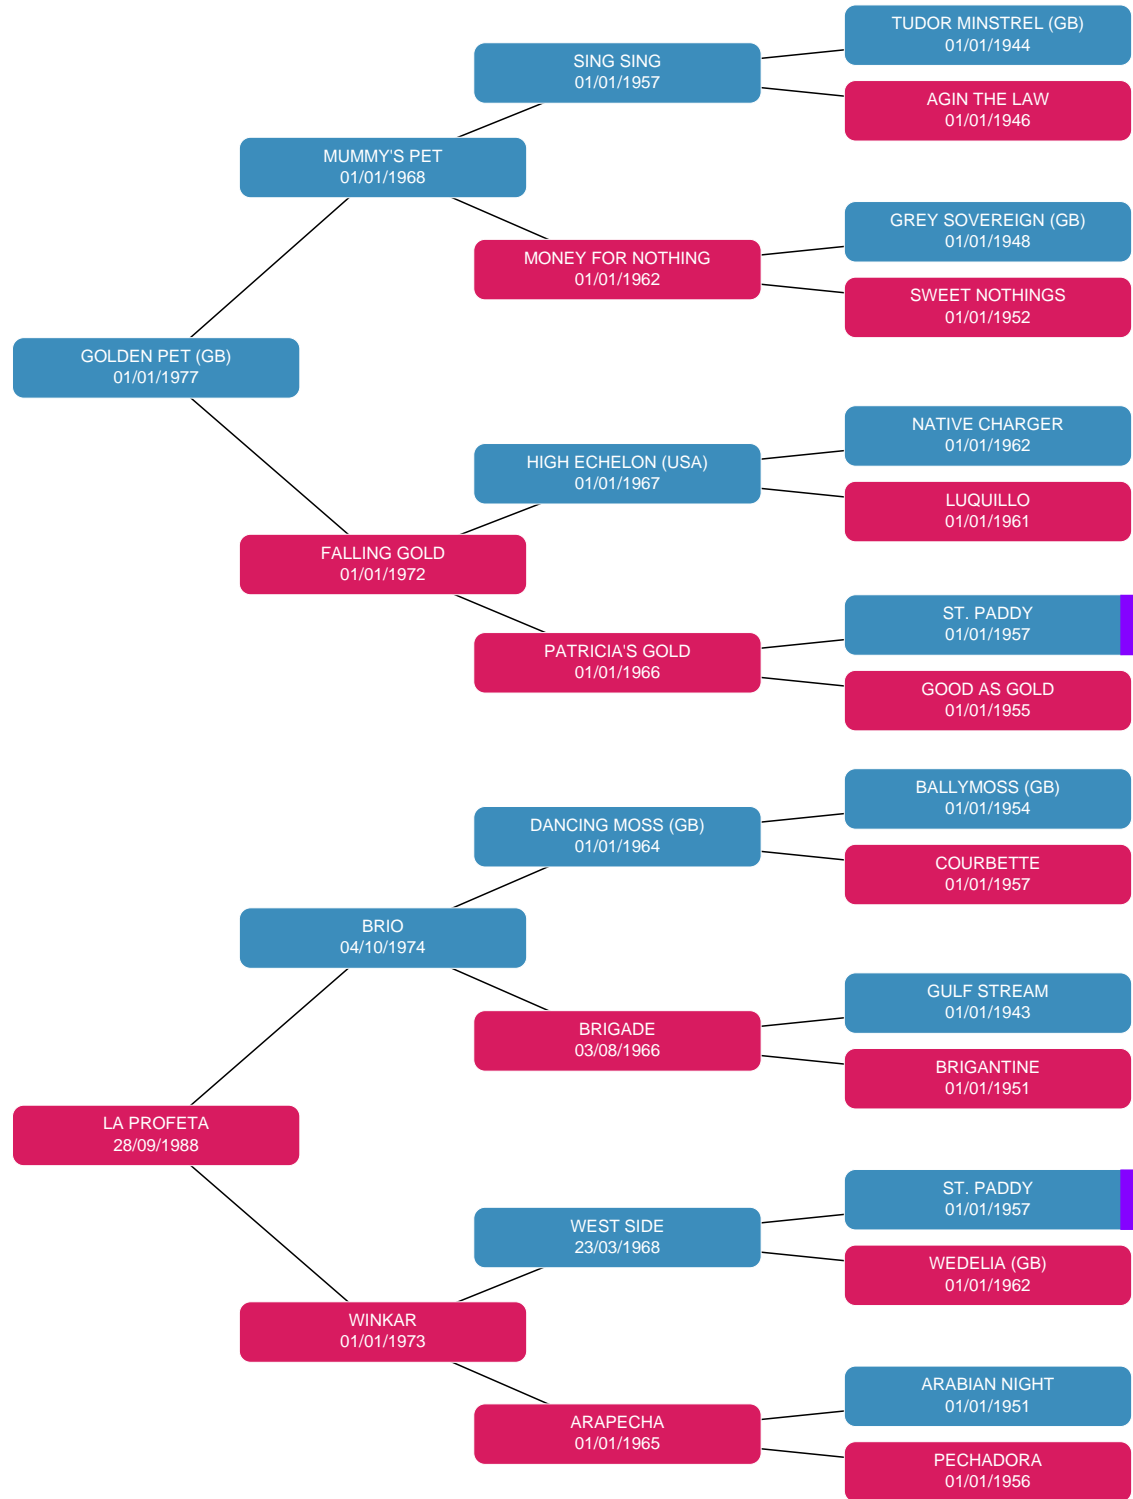 TUDOR MINSTREL (GB)
01/01/1944
SING SING
01/01/1957
AGIN THE LAW
01/01/1946
MUMMY'S PET
01/01/1968
GREY SOVEREIGN (GB)
01/01/1948
MONEY FOR NOTHING
01/01/1962
SWEET NOTHINGS
01/01/1952
GOLDEN PET (GB)
01/01/1977
NATIVE CHARGER
01/01/1962
HIGH ECHELON (USA)
01/01/1967
LUQUILLO
01/01/1961
FALLING GOLD
01/01/1972
ST. PADDY
01/01/1957
PATRICIA'S GOLD
01/01/1966
GOOD AS GOLD
01/01/1955
BALLYMOSS (GB)
01/01/1954
DANCING MOSS (GB)
01/01/1964
COURBETTE
01/01/1957
BRIO
04/10/1974
GULF STREAM
01/01/1943
BRIGADE
03/08/1966
BRIGANTINE
01/01/1951
LA PROFETA
28/09/1988
ST. PADDY
01/01/1957
WEST SIDE
23/03/1968
WEDELIA (GB)
01/01/1962
WINKAR
01/01/1973
ARABIAN NIGHT
01/01/1951
ARAPECHA
01/01/1965
PECHADORA
01/01/1956